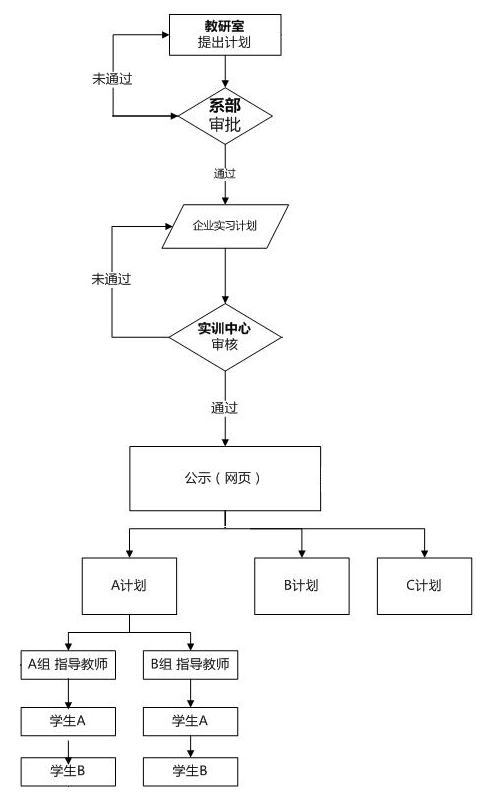 教研室
提出计划
未通过
系部
审批
通过
企业实习计划
未通过
实训中心
审核
通过
公示（网页）
A计划
B计划
C计划
A组 指导教师
B组 指导教师
学生A
学生A
学生B
学生B